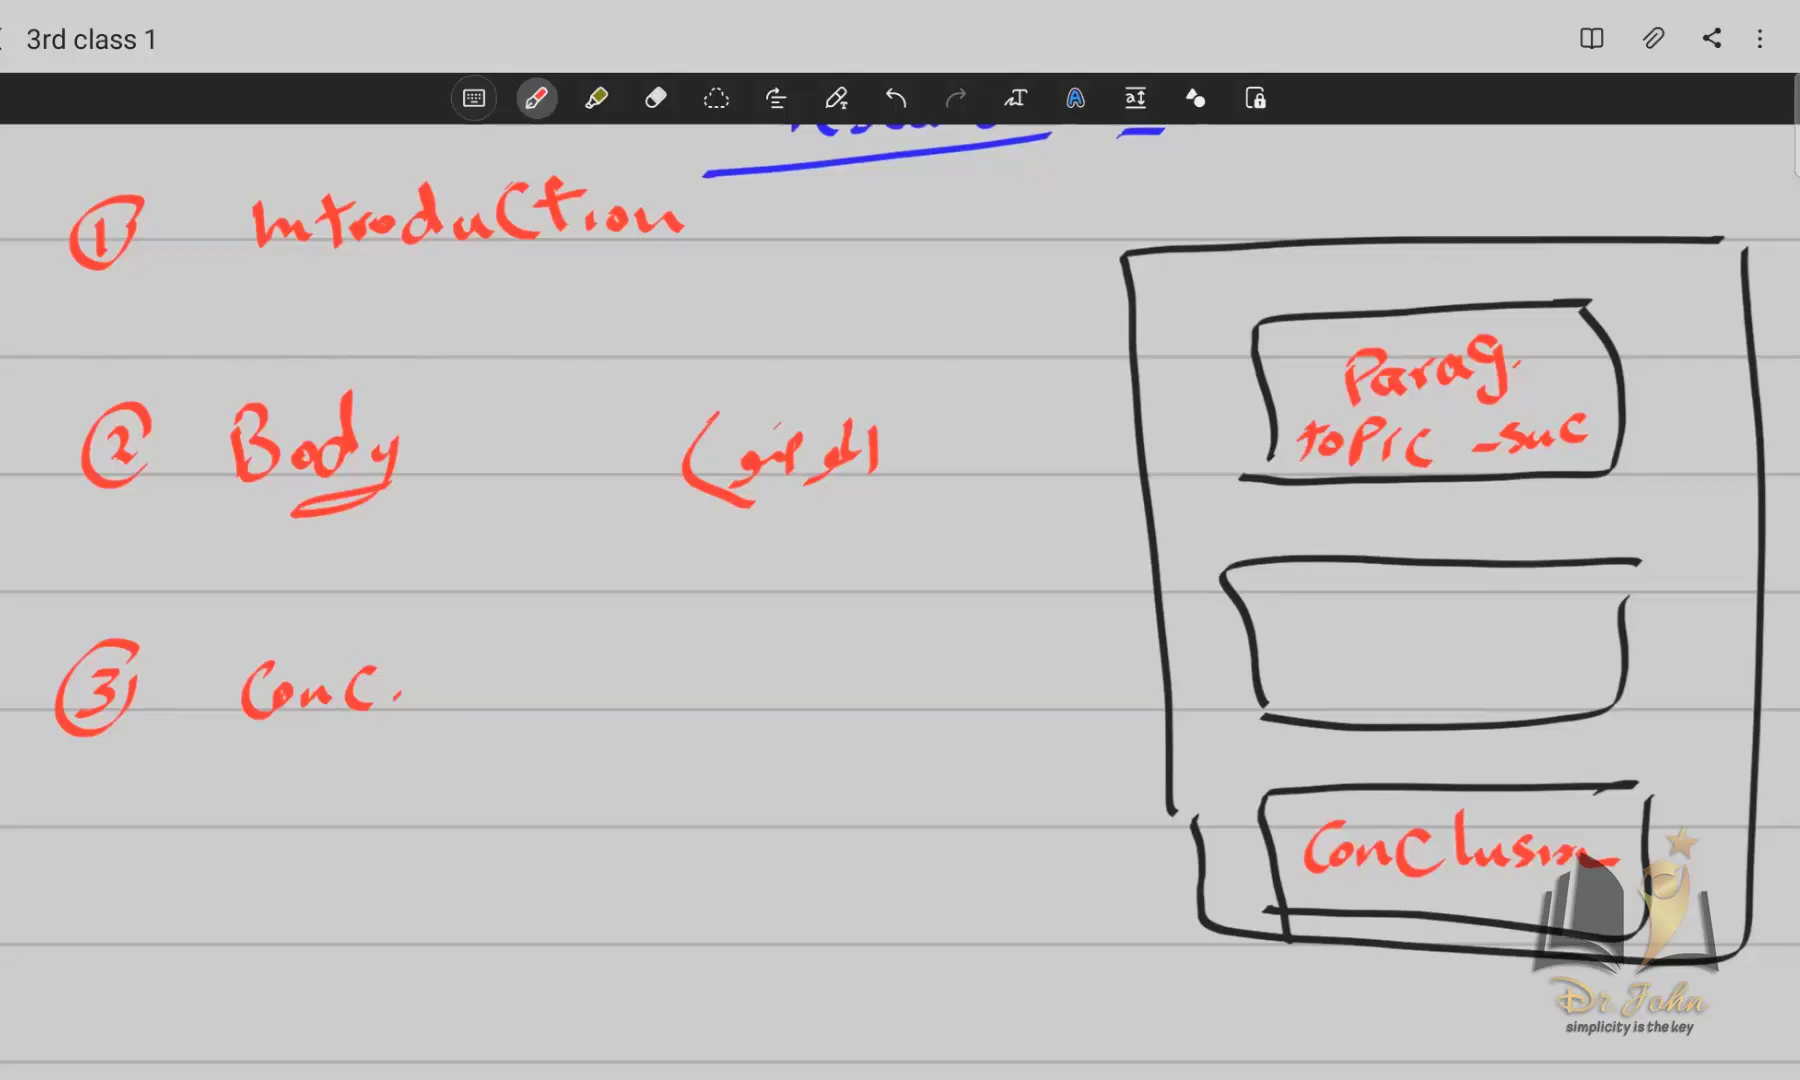 3rd class 1
① Introduction
② Body
③ Conc.
Parag.
topic - suc
Conclusion
Dr. John
simplicity is the key